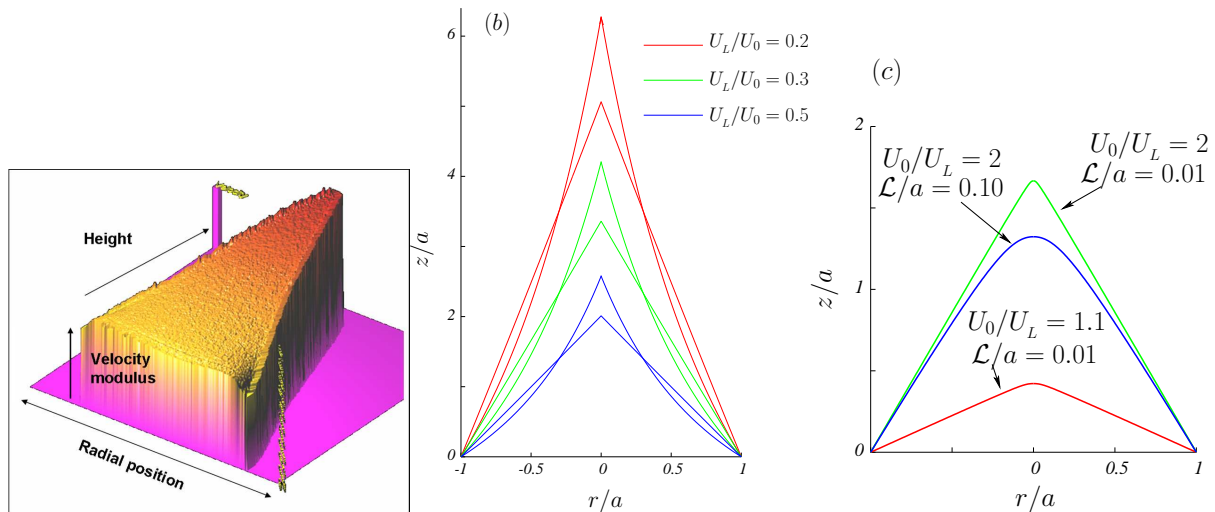 Height
Velocity
modulus
Radial position
(b)
U_L/U_0 = 0.2
U_L/U_0 = 0.3
U_L/U_0 = 0.5
6
4
2
0
z/a
-1
-0.5
0
0.5
1
r/a
(c)
2
1
0
z/a
U_0/U_L = 2
ℒ/a = 0.10
U_0/U_L = 2
ℒ/a = 0.01
U_0/U_L = 1.1
ℒ/a = 0.01
0
1
r/a